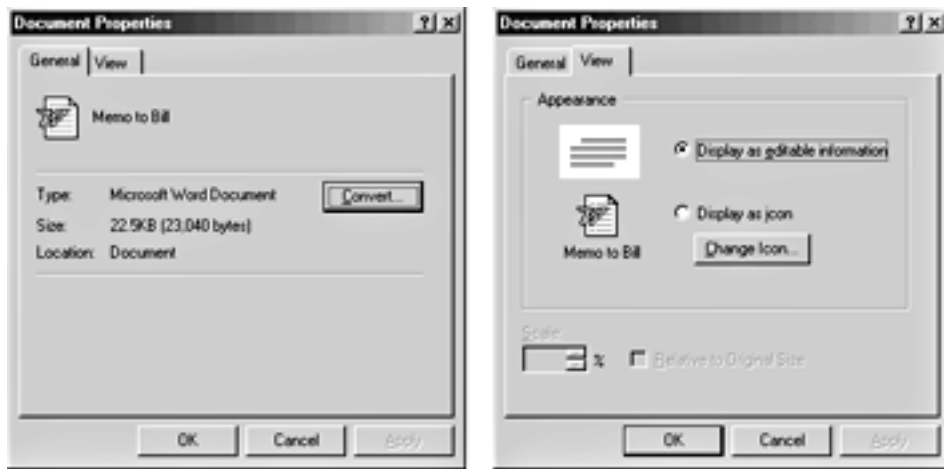 Document Properties
General View
Memo to Bill
Type: Microsoft Word Document
Convert...
Size: 22.5KB (23,040 bytes)
Location: Document
OK Cancel Apply
Document Properties
General View
Appearance
Display as editable information
Display as icon
Memo to Bill
Change Icon...
Scale:
%
Relative to Original Size
OK Cancel Apply